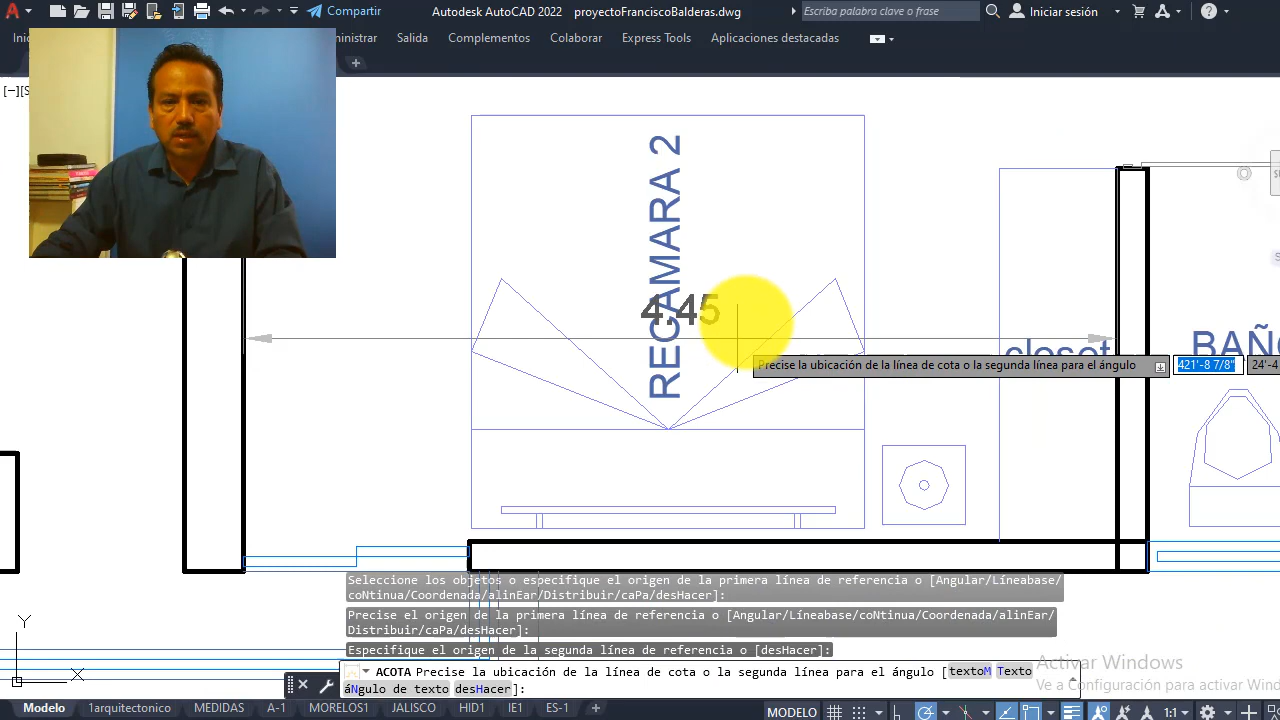 Compartir
Autodesk AutoCAD 2022 proyectoFranciscoBalderas.dwg
Escriba palabra clave o frase
Iniciar sesión
ministrar Salida Complementos Colaborar Express Tools Aplicaciones destacadas
[−][S
RECAMARA 2
4.45
closet
BAÑ
Precise la ubicación de la línea de cota o la segunda línea para el ángulo 421'-8 7/8" 24'-4
Seleccione los objetos o especifique el origen de la primera línea de referencia o [Angular/Líneabase/
coNtinua/Coordenada/alinEar/Distribuir/caPa/desHacer]:
Precise el origen de la primera línea de referencia o [Angular/Líneabase/coNtinua/Coordenada/alinEar/
Distribuir/caPa/desHacer]:
Especifique el origen de la segunda línea de referencia o [desHacer]:
ACOTA Precise la ubicación de la línea de cota o la segunda línea para el ángulo [textoM Texto
áNgulo de texto desHacer]:
Y
X
Activar Windows
Ve a Configuración para activar Wind
Modelo 1arquitectonico MEDIDAS A-1 MORELOS1 JALISCO HID1 IE1 ES-1 +
MODELO 1:1